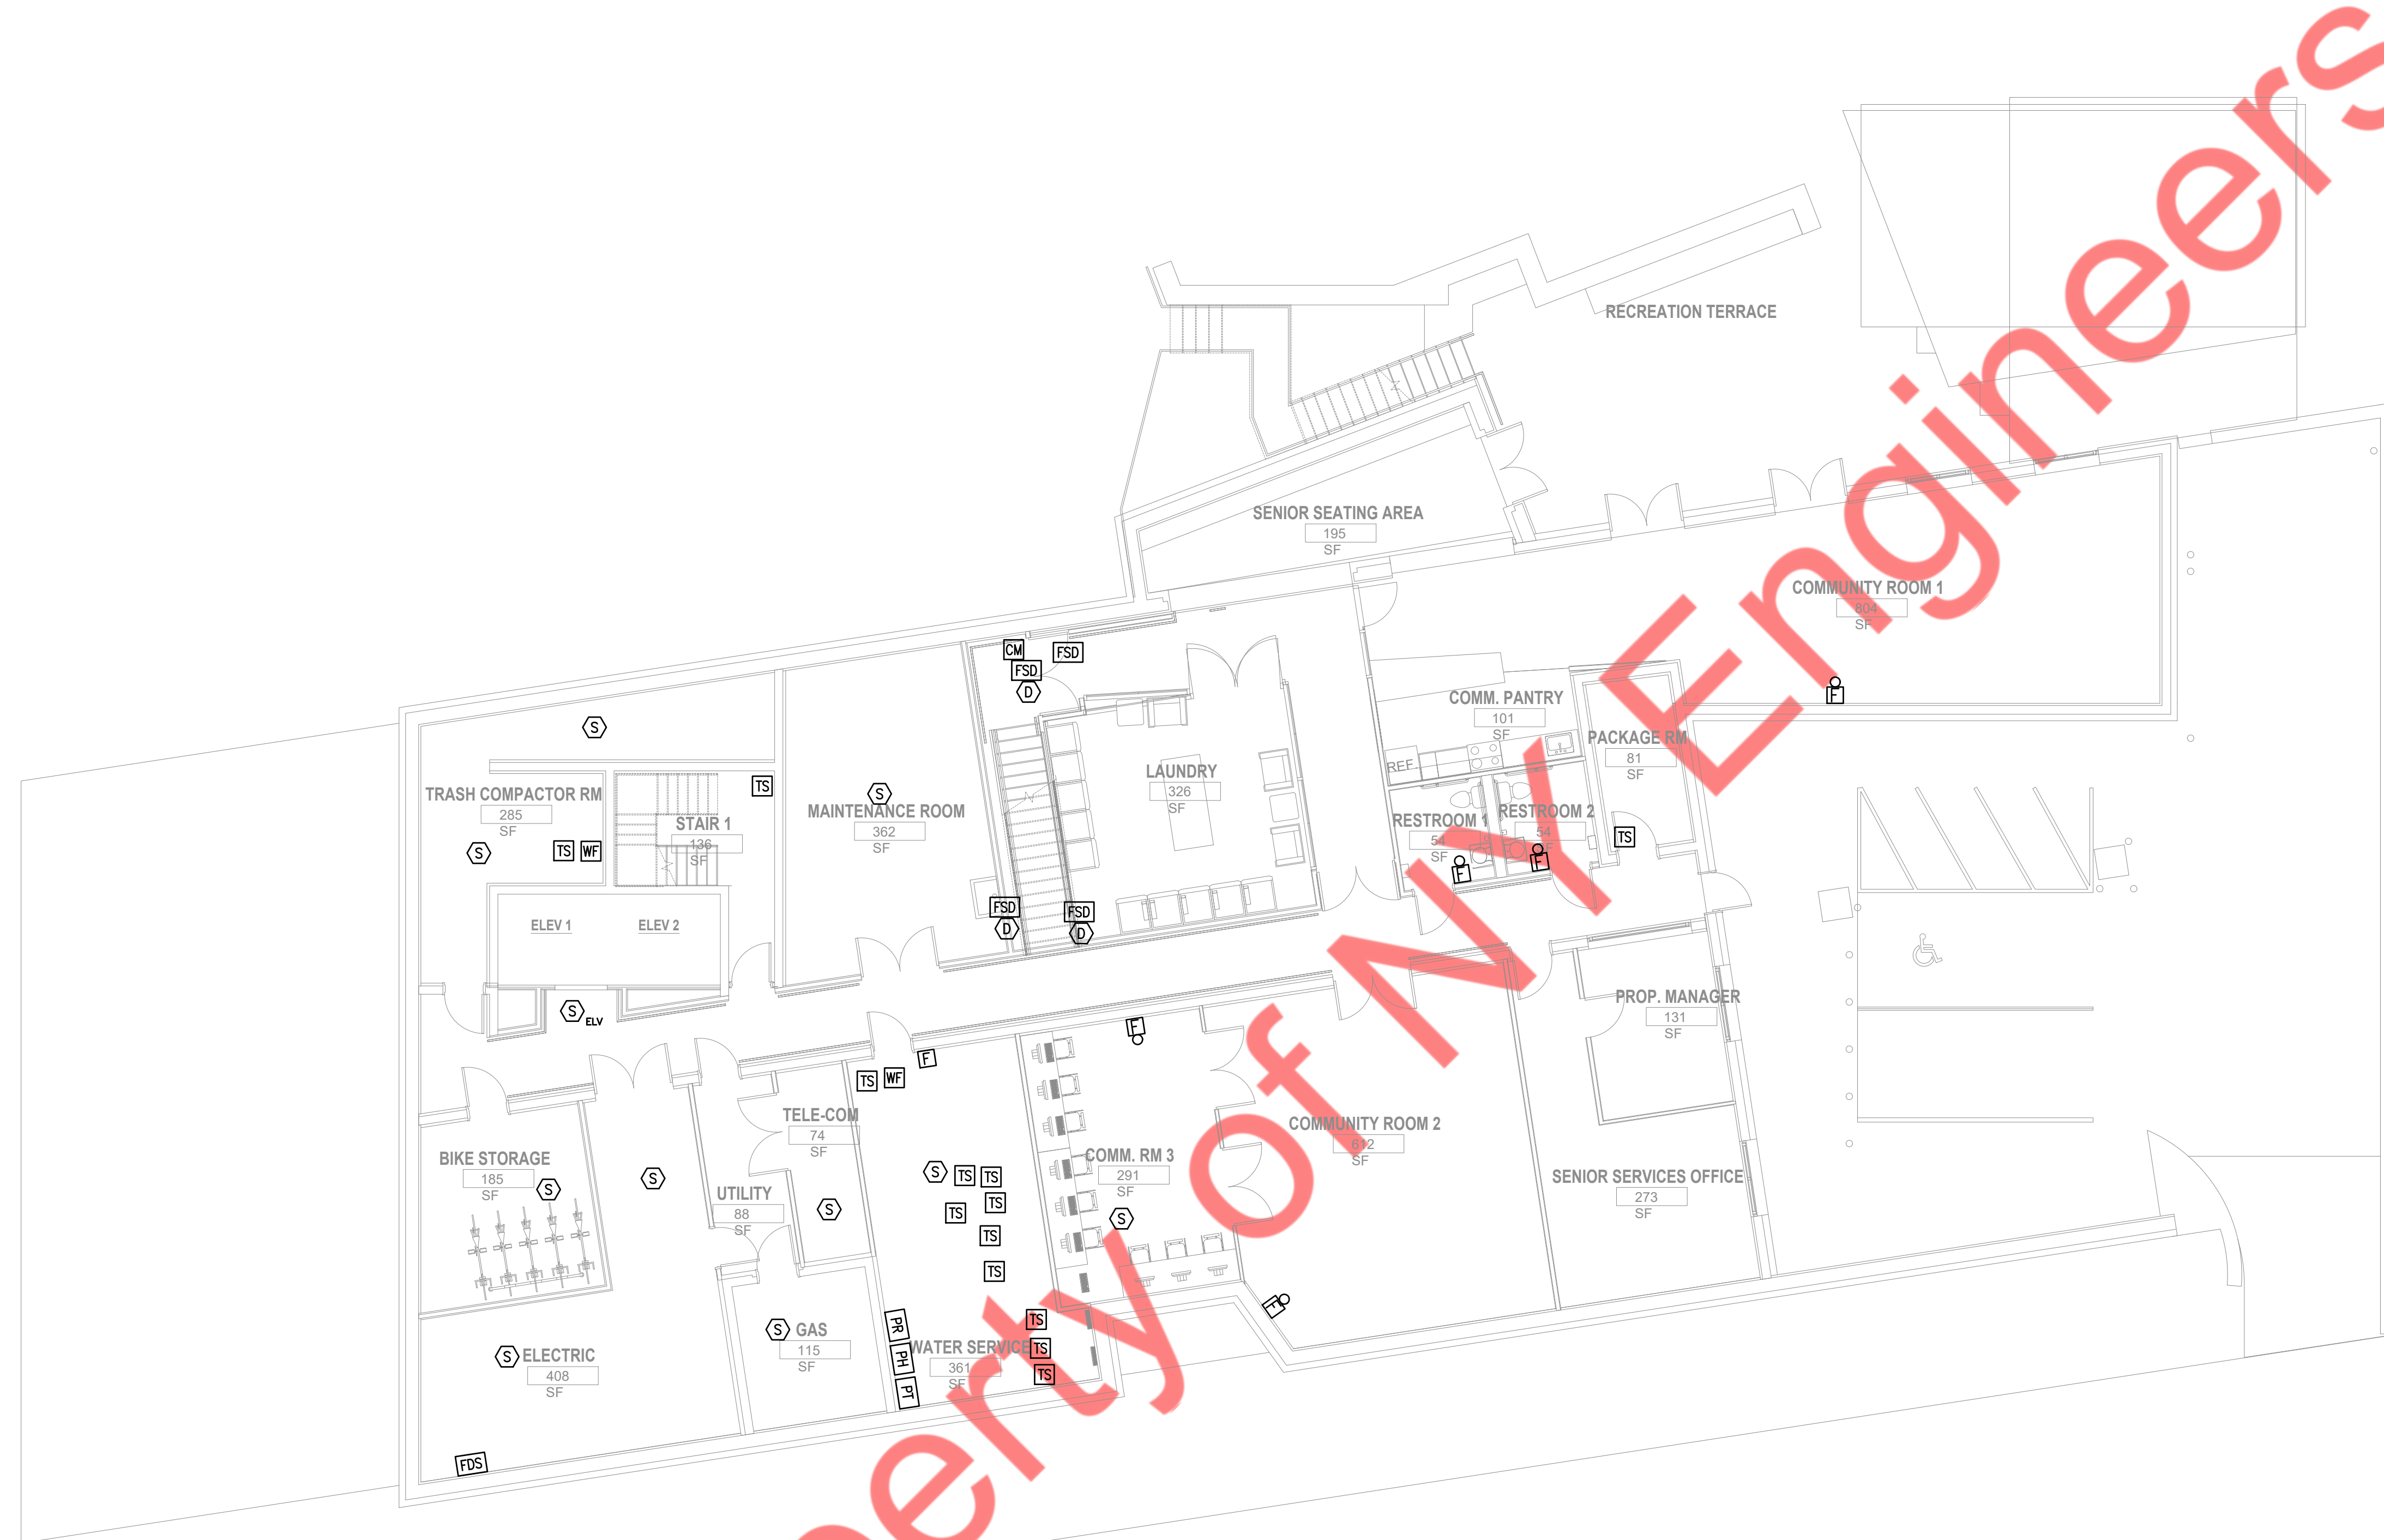 RECREATION TERRACE
SENIOR SEATING AREA
195
SF
COMMUNITY ROOM 1
804
SF
CM
FSD
FSD
D
COMM. PANTRY
101
SF
F
S
PACKAGE RM
81
SF
REF.
TS
S
LAUNDRY
326
SF
TRASH COMPACTOR RM
285
SF
MAINTENANCE ROOM
362
SF
STAIR 1
136
SF
RESTROOM 1
54
SF
RESTROOM 2
54
SF
TS
S
TS
WF
F
F
FSD
D
FSD
D
ELEV 1
ELEV 2
S
ELV
PROP. MANAGER
131
SF
F
F
TS
WF
TELE-COM
74
SF
COMMUNITY ROOM 2
612
SF
BIKE STORAGE
185
SF
S
S
UTILITY
88
SF
S
S
TS
TS
TS
TS
TS
TS
COMM. RM 3
291
SF
S
SENIOR SERVICES OFFICE
273
SF
F
S
GAS
115
SF
PR
PH
PT
WATER SERVICE
361
SF
TS
TS
TS
S
ELECTRIC
408
SF
FDS
erty of NY Engineers